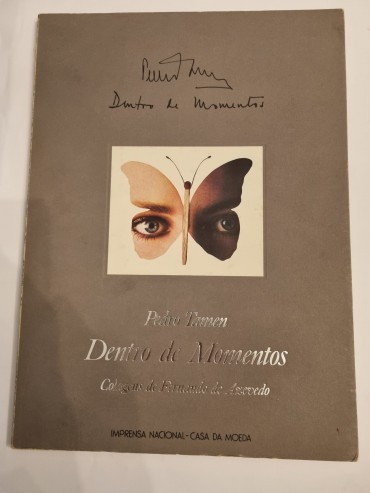 Pedro Tamen
Dentro de Momentos
Pedro Tamen
Dentro de Momentos
Colagens de Fernando de Azevedo
IMPRENSA NACIONAL-CASA DA MOEDA